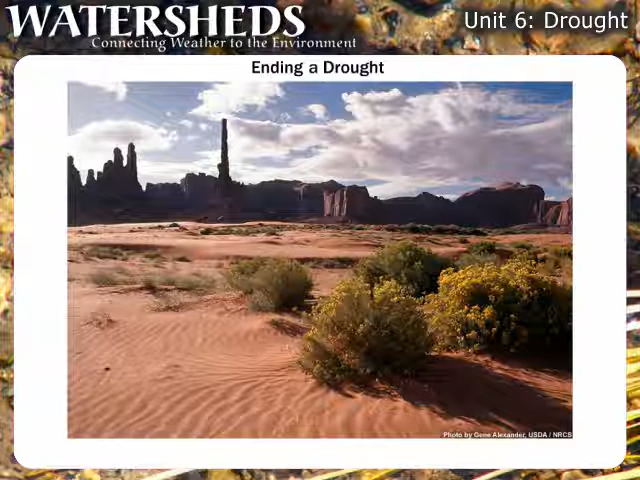 WATERSHEDS
Connecting Weather to the Environment
Unit 6: Drought
Ending a Drought
Photo by Gene Alexander, USDA / NRCS